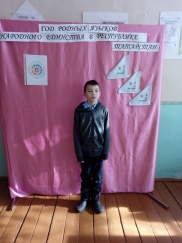 ГОД РОДНЫХ ЯЗЫКОВ
НАРОДНОГО ЕДИНСТВА В РЕСПУБЛИКЕ
ТАТАРСТАН